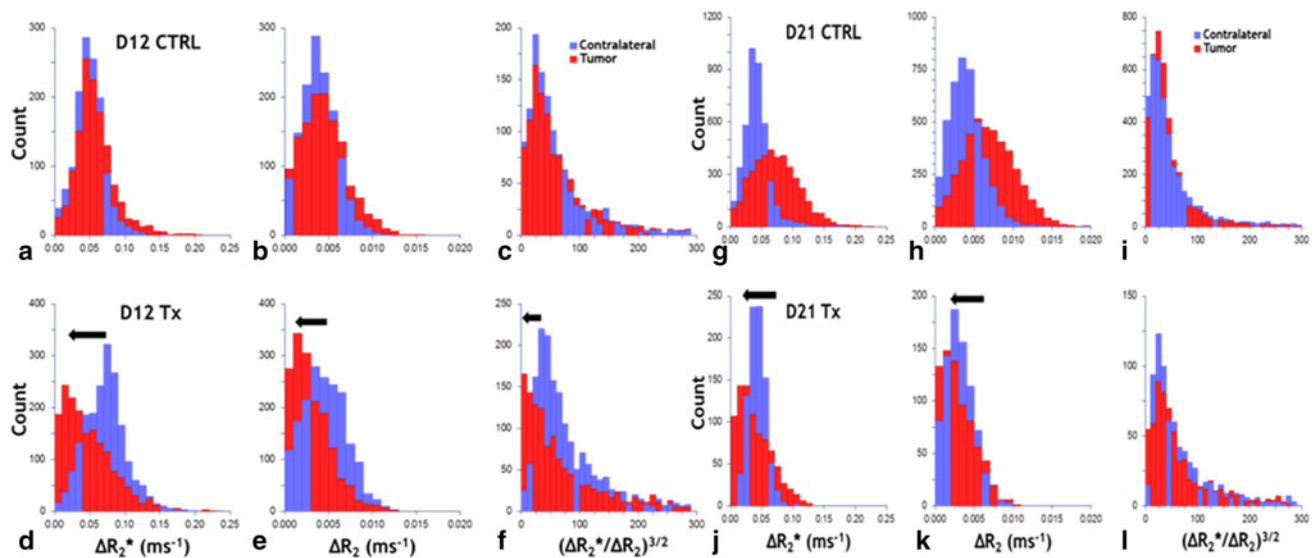 300
200
100
0
Count
D12 CTRL
0.00 0.05 0.10 0.15 0.20 0.25
a
300
200
100
0
0.000 0.005 0.010 0.015 0.020
b
200
150
100
50
0
Contralateral
Tumor
0 100 200 300
c
1200
900
600
300
0
Count
D21 CTRL
0.00 0.05 0.10 0.15 0.20 0.25
g
1000
750
500
250
0
0.000 0.005 0.010 0.015 0.020
h
800
700
600
500
400
300
200
100
0
Contralateral
Tumor
0 100 200 300
i
400
300
200
100
0
Count
D12 Tx
0.00 0.05 0.10 0.15 0.20 0.25
d
ΔR₂* (ms⁻¹)
400
300
200
100
0
0.000 0.005 0.010 0.015 0.020
e
ΔR₂ (ms⁻¹)
250
200
150
100
50
0
0 100 200 300
f
(ΔR₂*/ΔR₂)³ᐟ²
250
200
150
100
50
0
Count
D21 Tx
0.00 0.05 0.10 0.15 0.20 0.25
j
ΔR₂* (ms⁻¹)
200
150
100
50
0
0.000 0.005 0.010 0.015 0.020
k
ΔR₂ (ms⁻¹)
150
100
50
0
0 100 200 300
l
(ΔR₂*/ΔR₂)³ᐟ²